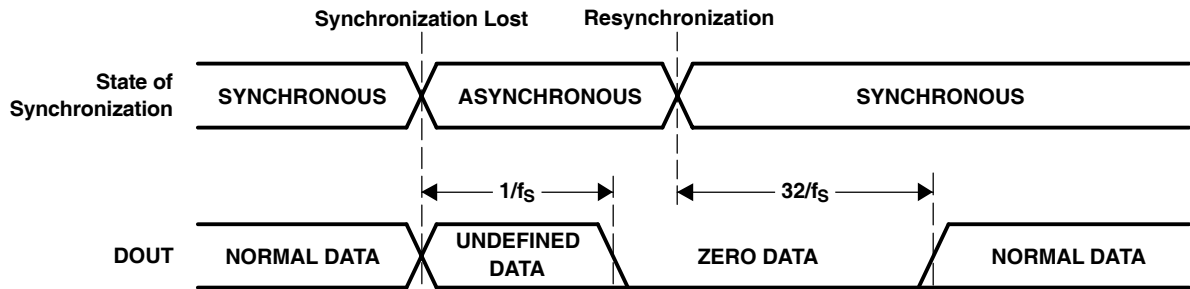 Synchronization Lost
Resynchronization
State of
Synchronization
SYNCHRONOUS
ASYNCHRONOUS
SYNCHRONOUS
1/fS
32/fS
DOUT
NORMAL DATA
UNDEFINED
DATA
ZERO DATA
NORMAL DATA